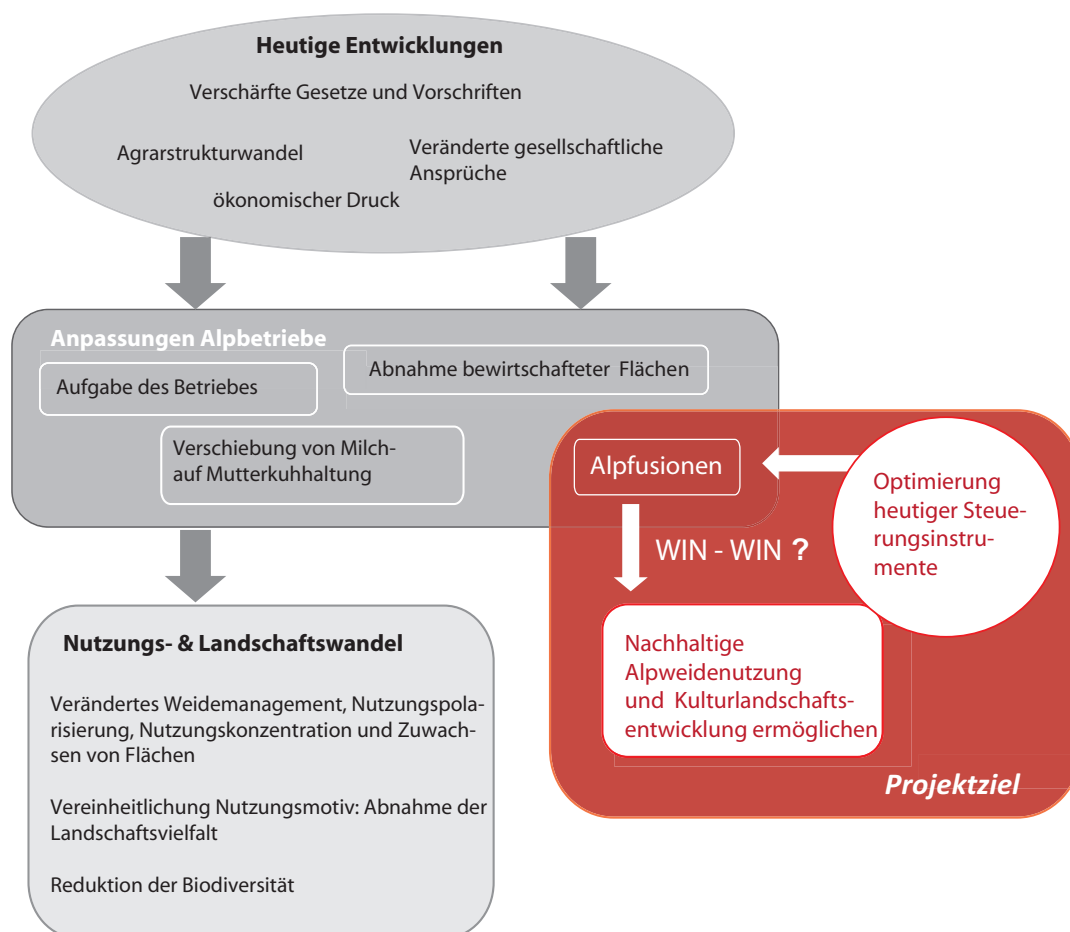 Heutige Entwicklungen
Verschärfte Gesetze und Vorschriften
Agrarstrukturwandel
Veränderte gesellschaftliche
Ansprüche
ökonomischer Druck
Anpassungen Alpbetriebe
Aufgabe des Betriebes
Abnahme bewirtschafteter Flächen
Verschiebung von Milch-
auf Mutterkuhhaltung
Alpfusionen
Optimierung
heutiger Steue-
rungsinstru-
mente
WIN - WIN ?
Nachhaltige
Alpweidenutzung
und Kulturlandschafts-
entwicklung ermöglichen
Projektziel
Nutzungs- & Landschaftswandel
Verändertes Weidemanagement, Nutzungspola-
risierung, Nutzungskonzentration und Zuwach-
sen von Flächen
Vereinheitlichung Nutzungsmotiv: Abnahme der
Landschaftsvielfalt
Reduktion der Biodiversität